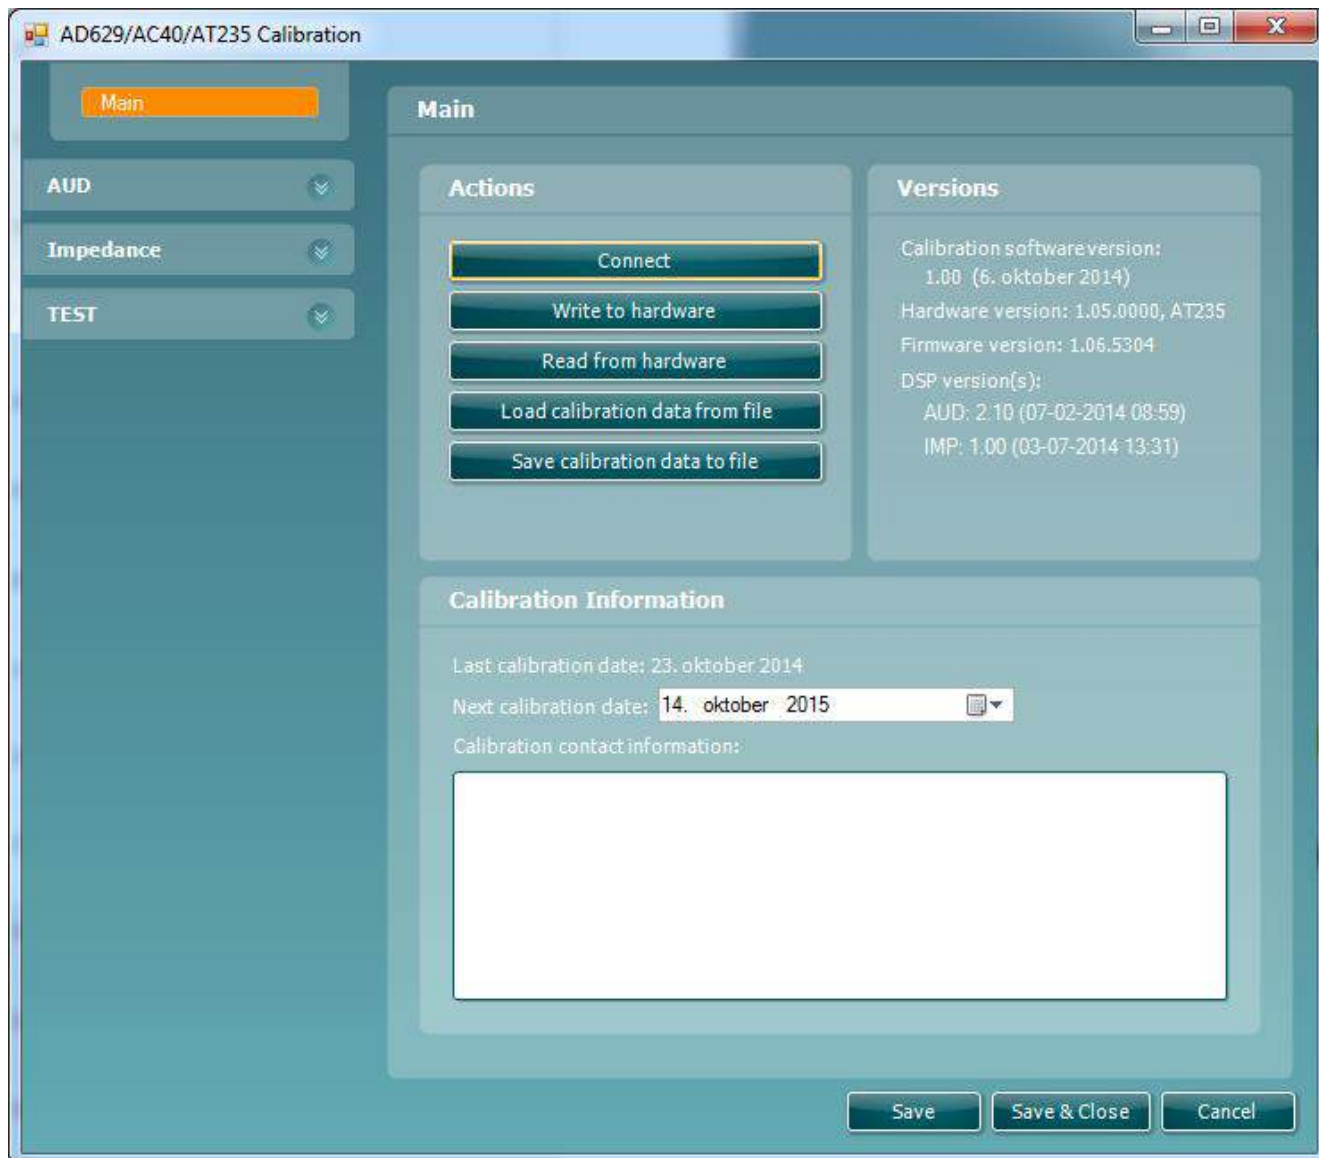 AD629/AC40/AT235 Calibration
Main
AUD
Impedance
TEST
Main
Actions
Connect
Write to hardware
Read from hardware
Load calibration data from file
Save calibration data to file
Versions
Calibration software version:
1.00 (6. oktober 2014)
Hardware version: 1.05.0000, AT235
Firmware version: 1.06.5304
DSP version(s):
AUD: 2.10 (07-02-2014 08:59)
IMP: 1.00 (03-07-2014 13:31)
Calibration Information
Last calibration date: 23. oktober 2014
Next calibration date: 14. oktober 2015
Calibration contact information:
Save Save & Close Cancel